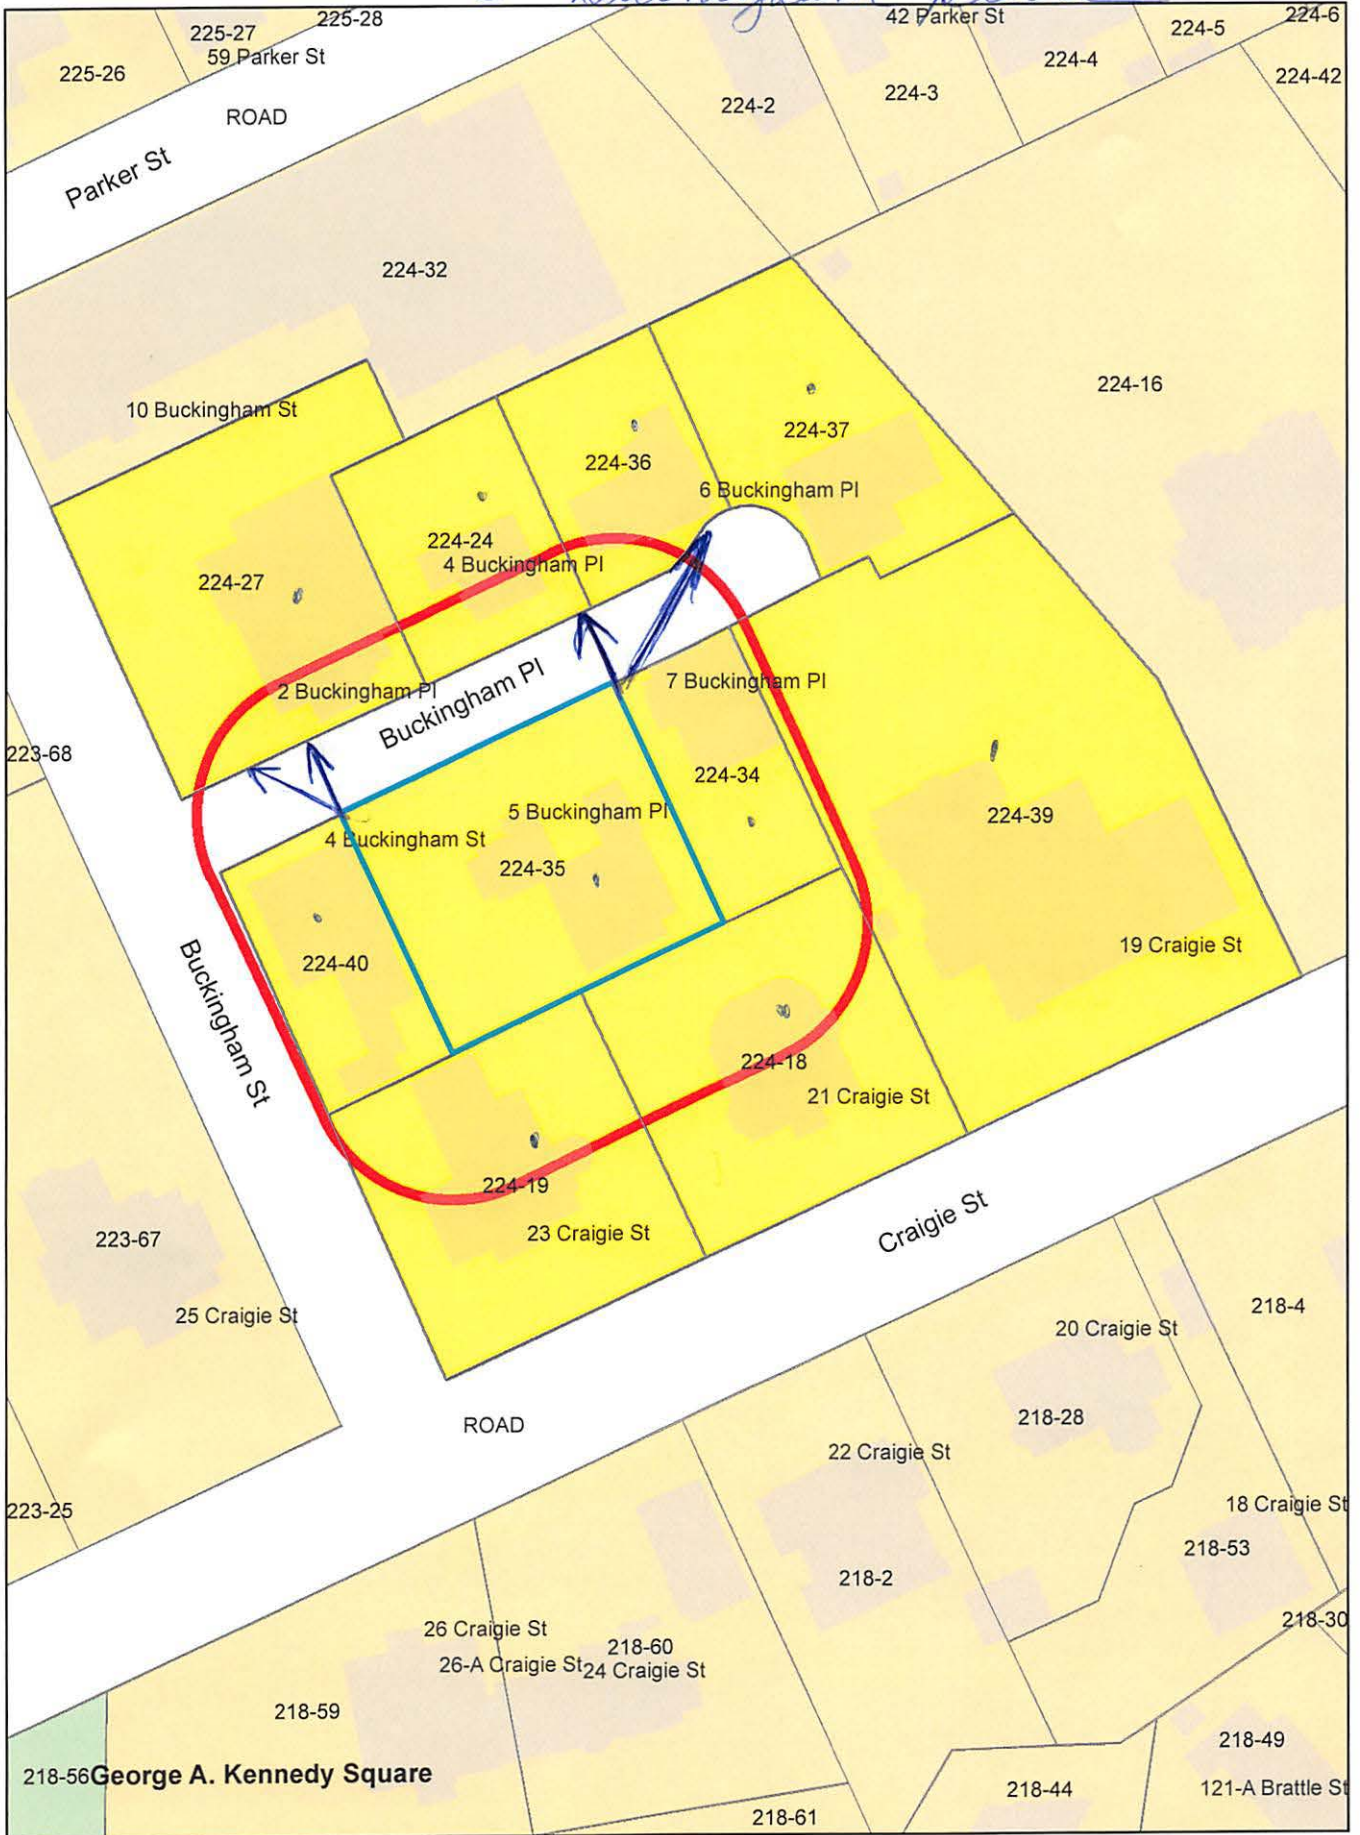 42 Parker St
225-28
225-27
59 Parker St
225-26
224-6
224-5
224-4
224-42
224-3
224-2
ROAD
Parker St
224-32
224-16
10 Buckingham St
224-37
224-36
6 Buckingham Pl
224-24
4 Buckingham Pl
224-27
2 Buckingham Pl
Buckingham Pl
7 Buckingham Pl
223-68
224-34
5 Buckingham Pl
224-39
4 Buckingham St
224-35
224-40
19 Craigie St
Buckingham St
224-18
21 Craigie St
224-19
23 Craigie St
Craigie St
223-67
25 Craigie St
218-4
20 Craigie St
218-28
ROAD
22 Craigie St
223-25
18 Craigie St
218-53
218-2
218-30
26 Craigie St
218-60
26-A Craigie St
24 Craigie St
218-59
218-49
218-56
George A. Kennedy Square
218-44
121-A Brattle St
218-61